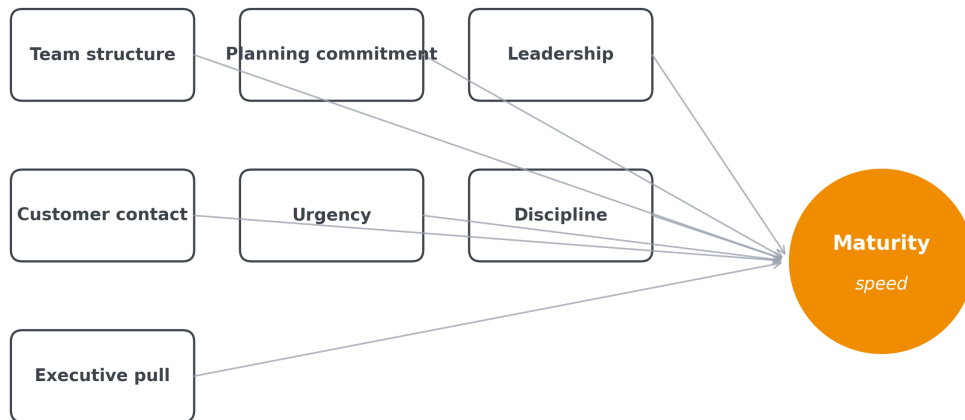 Team structure
Planning commitment
Leadership
Customer contact
Urgency
Discipline
Maturity
speed
Executive pull